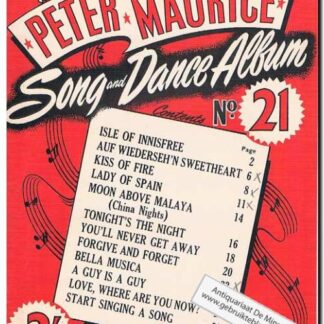 PETER MAURICE
Song and Dance Album
Contents
No. 21
Page
ISLE OF INNISFREE 2
AUF WIEDERSEH'N SWEETHEART 6
KISS OF FIRE 8
LADY OF SPAIN 11
MOON ABOVE MALAYA 14
(China Nights)
TONIGHT'S THE NIGHT 16
YOU'LL NEVER GET AWAY 18
FORGIVE AND FORGET 20
BELLA MUSICA
A GUY IS A GUY
LOVE, WHERE ARE YOU NOW?
START SINGING A SONG
Antiquariaat De